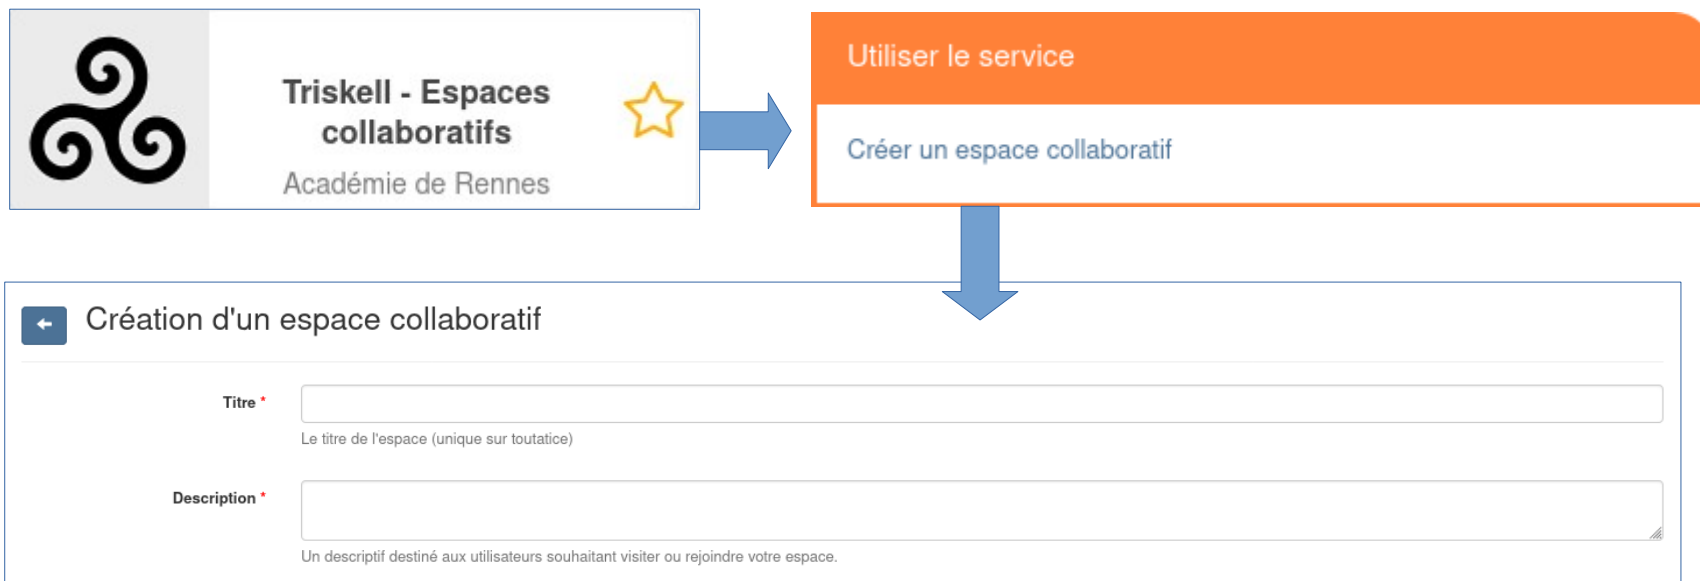 Triskell - Espaces
collaboratifs
Académie de Rennes
Utiliser le service
Créer un espace collaboratif
Création d'un espace collaboratif
Titre *
Le titre de l'espace (unique sur toutatice)
Description *
Un descriptif destiné aux utilisateurs souhaitant visiter ou rejoindre votre espace.